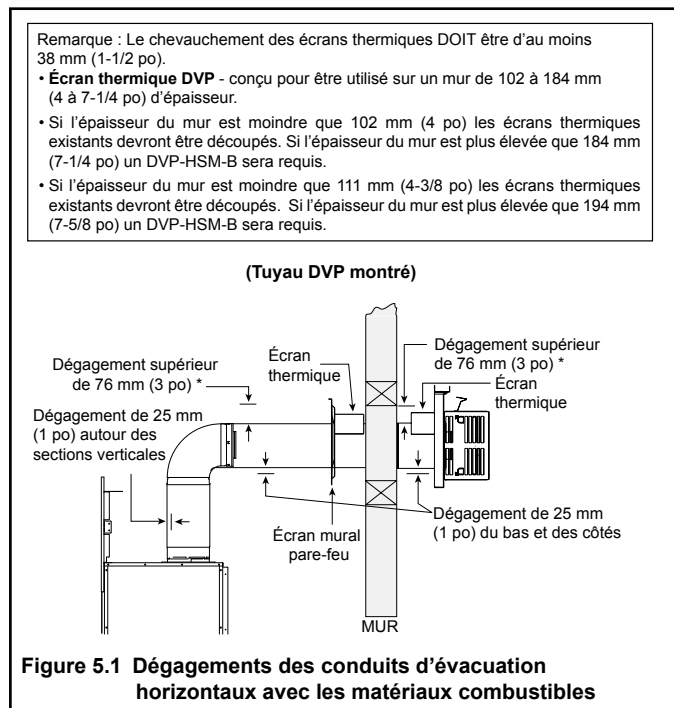 Remarque : Le chevauchement des écrans thermiques DOIT être d'au moins
38 mm (1-1/2 po).
• Écran thermique DVP - conçu pour être utilisé sur un mur de 102 à 184 mm
(4 à 7-1/4 po) d'épaisseur.
• Si l'épaisseur du mur est moindre que 102 mm (4 po) les écrans thermiques
existants devront être découpés. Si l'épaisseur du mur est plus élevée que 184 mm
(7-1/4 po) un DVP-HSM-B sera requis.
• Si l'épaisseur du mur est moindre que 111 mm (4-3/8 po) les écrans thermiques
existants devront être découpés. Si l'épaisseur du mur est plus élevée que 194 mm
(7-5/8 po) un DVP-HSM-B sera requis.
(Tuyau DVP montré)
Dégagement supérieur
de 76 mm (3 po) *
Écran
thermique
Dégagement supérieur
de 76 mm (3 po) *
Écran
thermique
Dégagement de 25 mm
(1 po) autour des
sections verticales
Écran mural
pare-feu
Dégagement de 25 mm
(1 po) du bas et des côtés
MUR
Figure 5.1 Dégagements des conduits d'évacuation
horizontaux avec les matériaux combustibles